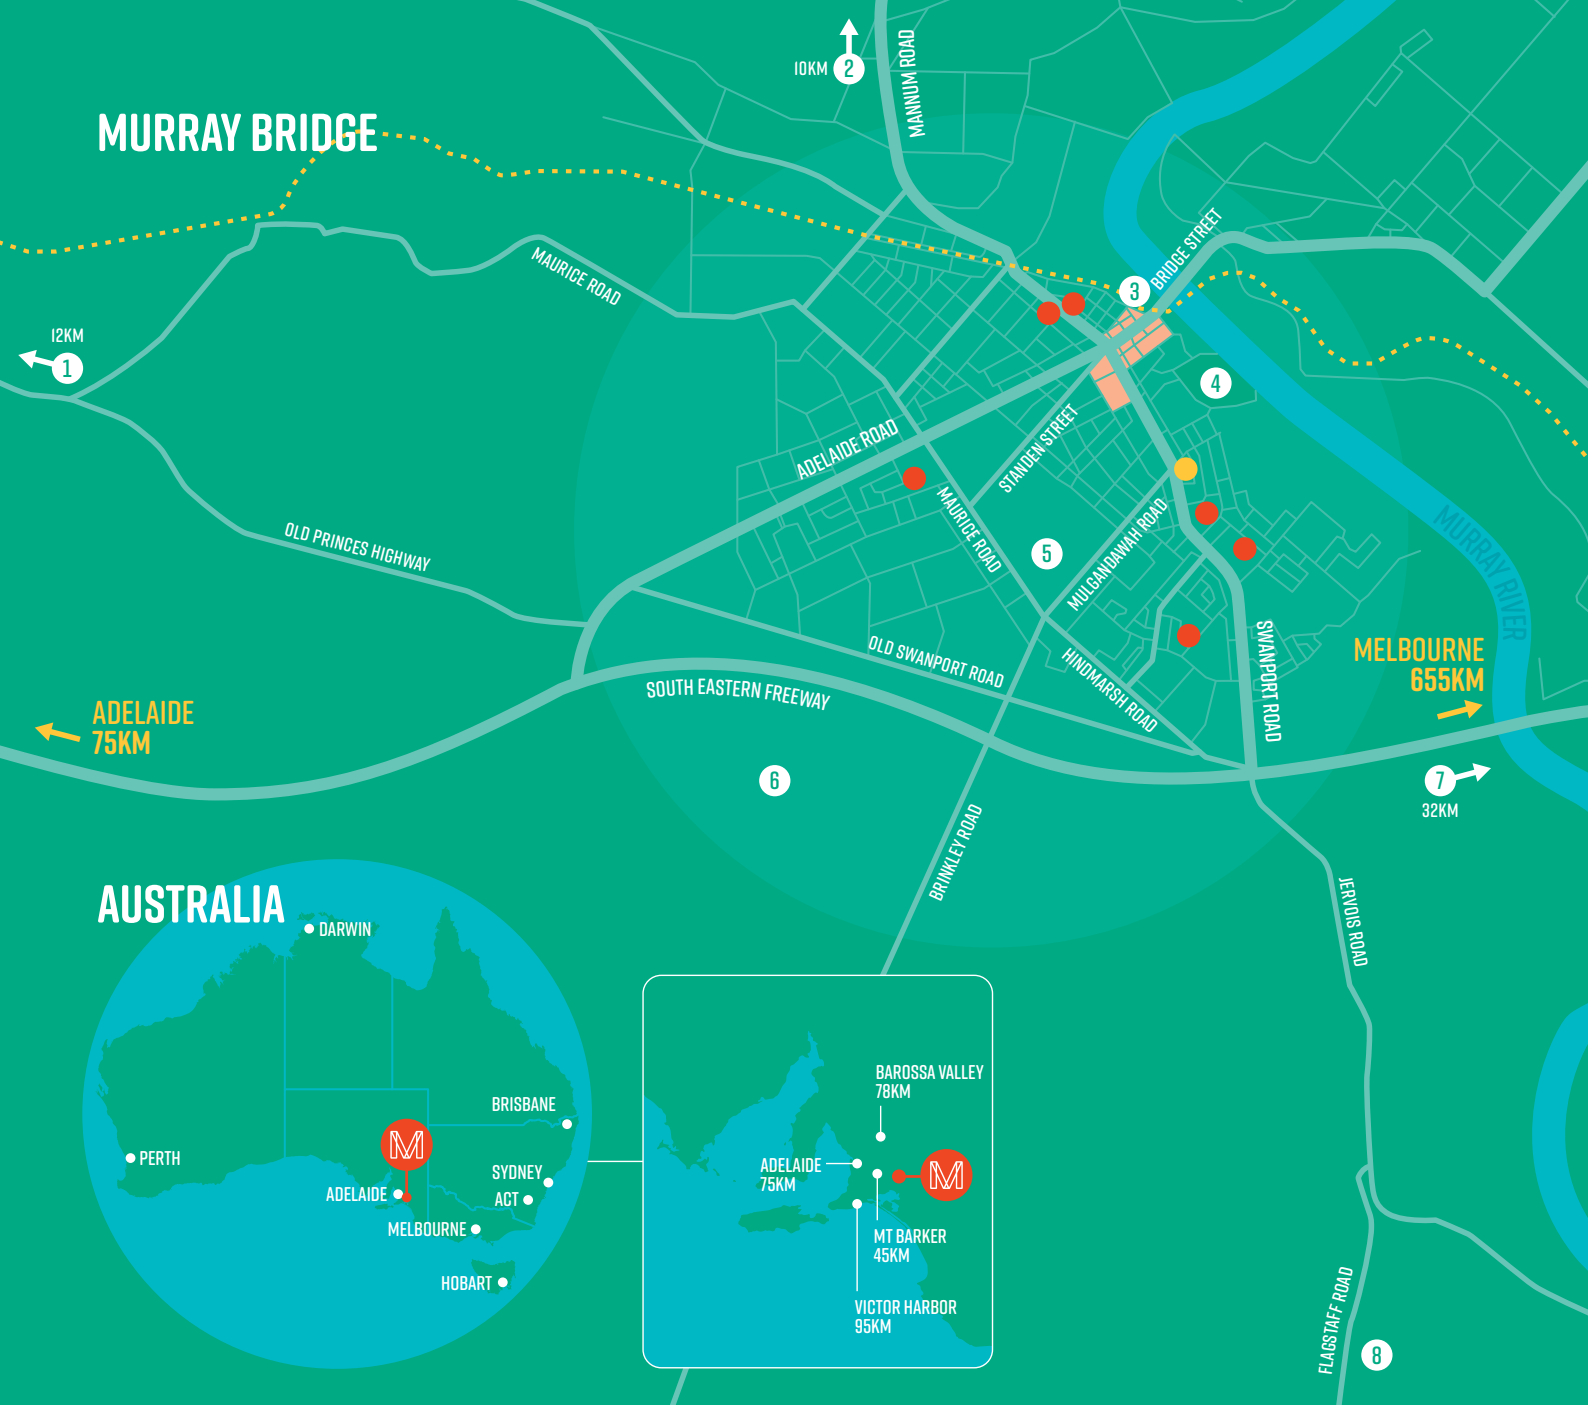 10KM
2
MANNUM ROAD
MURRAY BRIDGE
BRIDGE STREET
MAURICE ROAD
3
12KM
1
4
ADELAIDE ROAD
STANDEN STREET
MAURICE ROAD
MULGANDAWAH ROAD
5
OLD PRINCES HIGHWAY
MURRAY RIVER
OLD SWANPORT ROAD
HINDMARSH ROAD
SWANPORT ROAD
SOUTH EASTERN FREEWAY
MELBOURNE
655KM
ADELAIDE
75KM
6
7
32KM
BRINKLEY ROAD
JERVOIS ROAD
AUSTRALIA
DARWIN
BRISBANE
PERTH
M
SYDNEY
ADELAIDE
ACT
MELBOURNE
HOBART
BAROSSA VALLEY
78KM
ADELAIDE
75KM
M
MT BARKER
45KM
VICTOR HARBOR
95KM
FLAGSTAFF ROAD
8